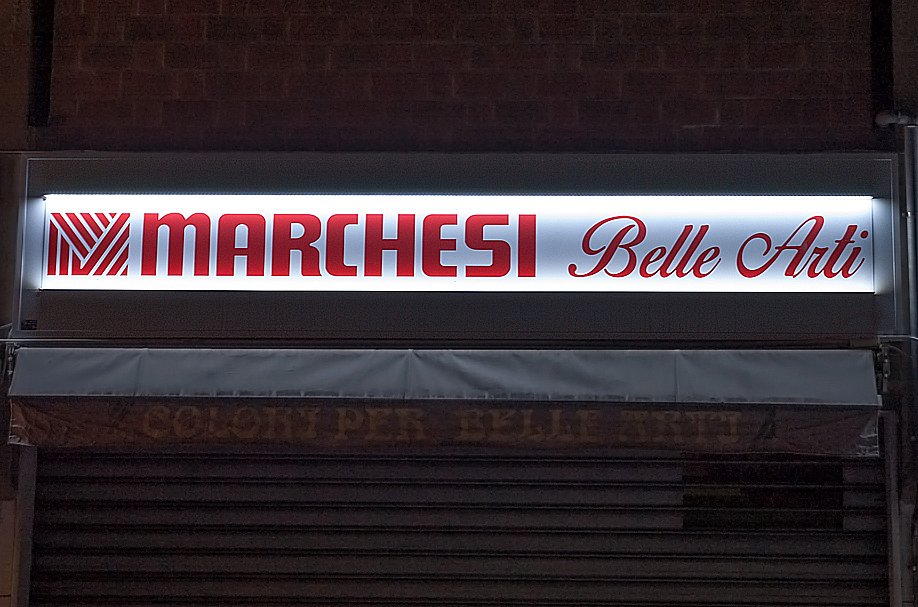 MARCHESI Belle Arti
COLORI PER BELLE ARTI